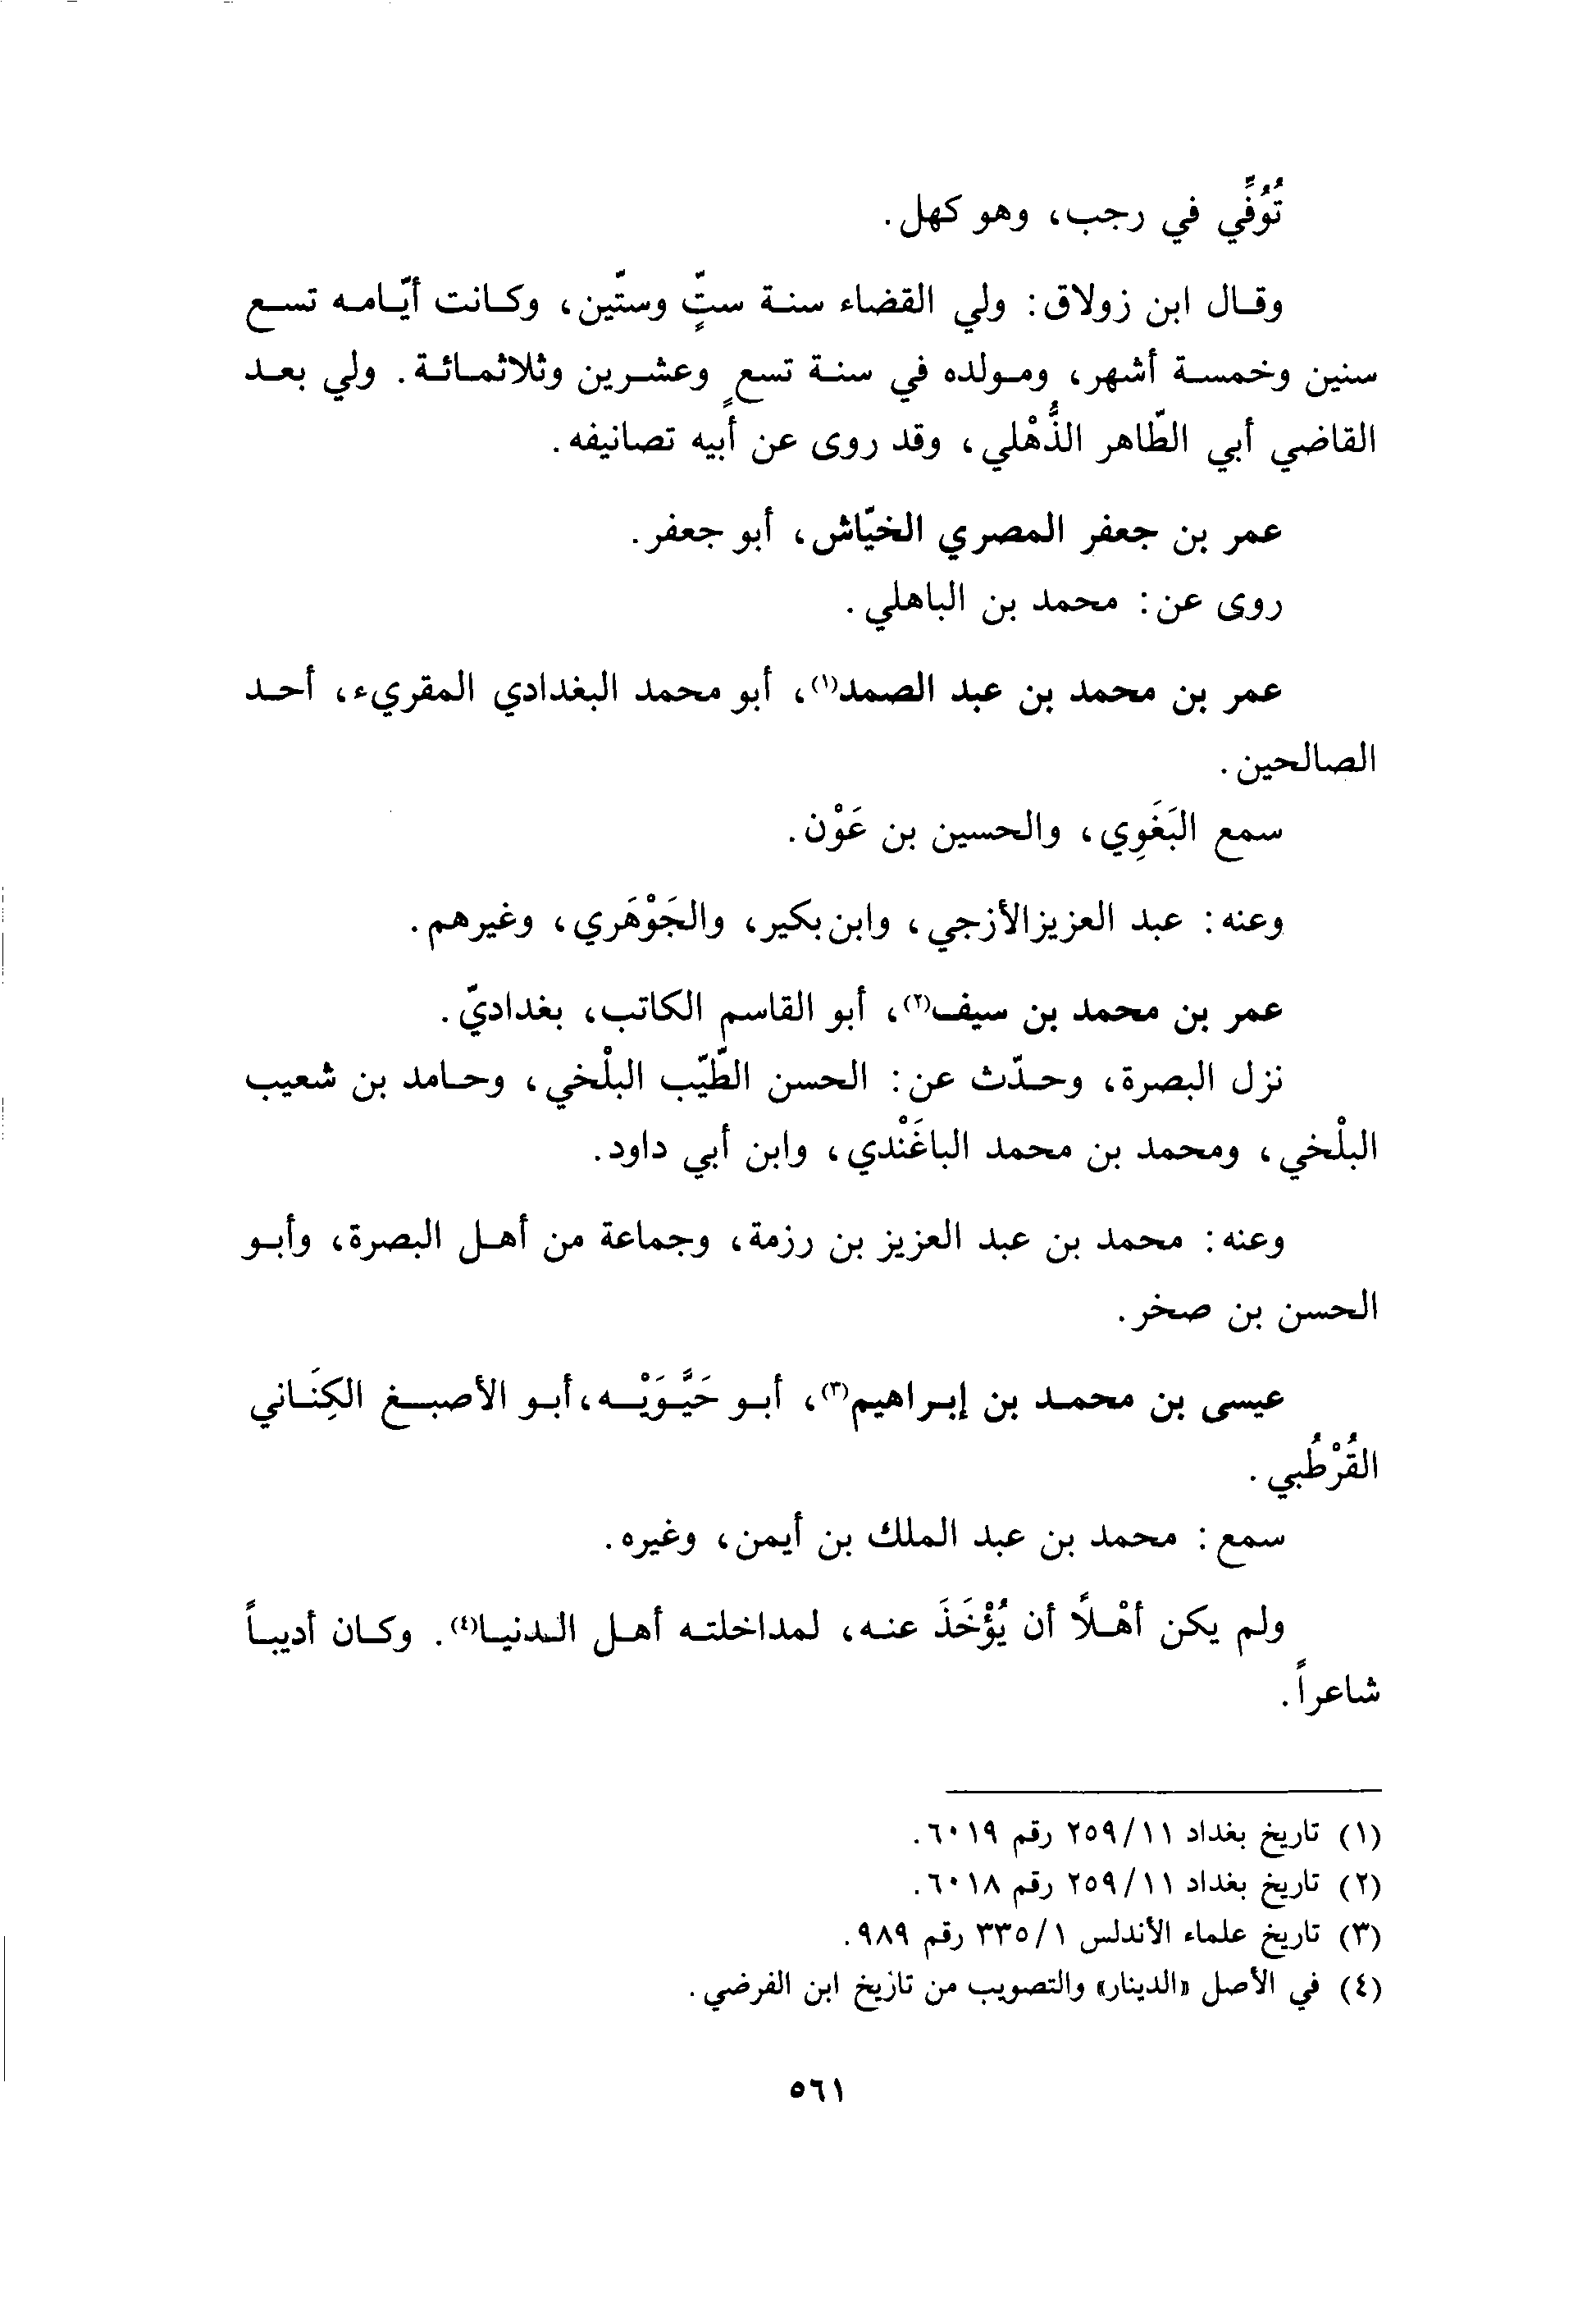 تُوُفِّي في رجب، وهو كهل.
وقال ابن زولاق: ولي القضاء سنة ستٍّ وستّين، وكانت أيّامه تسع
سنين وخمسة أشهر، ومولده في سنة تسعٍ وعشرين وثلاثمائة. ولي بعد
القاضي أبي الطّاهر الذُّهْلي، وقد روى عن أبيه تصانيفه.
عمر بن جعفر المصري الخيّاش، أبو جعفر.
روى عن: محمد بن الباهلي.
عمر بن محمد بن عبد الصمد(١)، أبو محمد البغدادي المقريء، أحد
الصالحين.
سمع البَغَوِي، والحسين بن عَوْن.
وعنه: عبد العزيز الأزجي، وابن بكير، والجَوْهَري، وغيرهم.
عمر بن محمد بن سيف(٢)، أبو القاسم الكاتب، بغداديّ.
نزل البصرة، وحدّث عن: الحسن الطّيّب البلْخي، وحامد بن شعيب
البلْخي، ومحمد بن محمد الباغَنْدي، وابن أبي داود.
وعنه: محمد بن عبد العزيز بن رزمة، وجماعة من أهل البصرة، وأبو
الحسن بن صخر.
عيسى بن محمد بن إبراهيم(٣)، أبو حَيَّوَيْه، أبو الأصبغ الكِنَاني
القُرْطُبي.
سمع: محمد بن عبد الملك بن أيمن، وغيره.
ولم يكن أهْلاً أن يُؤْخَذَ عنه، لمداخلته أهل الدنيا(٤). وكان أديباً
شاعراً.
(١) تاريخ بغداد ٢٥٩/١١ رقم ٦٠١٩.
(٢) تاريخ بغداد ٢٥٩/١١ رقم ٦٠١٨.
(٣) تاريخ علماء الأندلس ٣٣٥/١ رقم ٩٨٩.
(٤) في الأصل «الدينار» والتصويب من تاريخ ابن الفرضي.
٥٦١